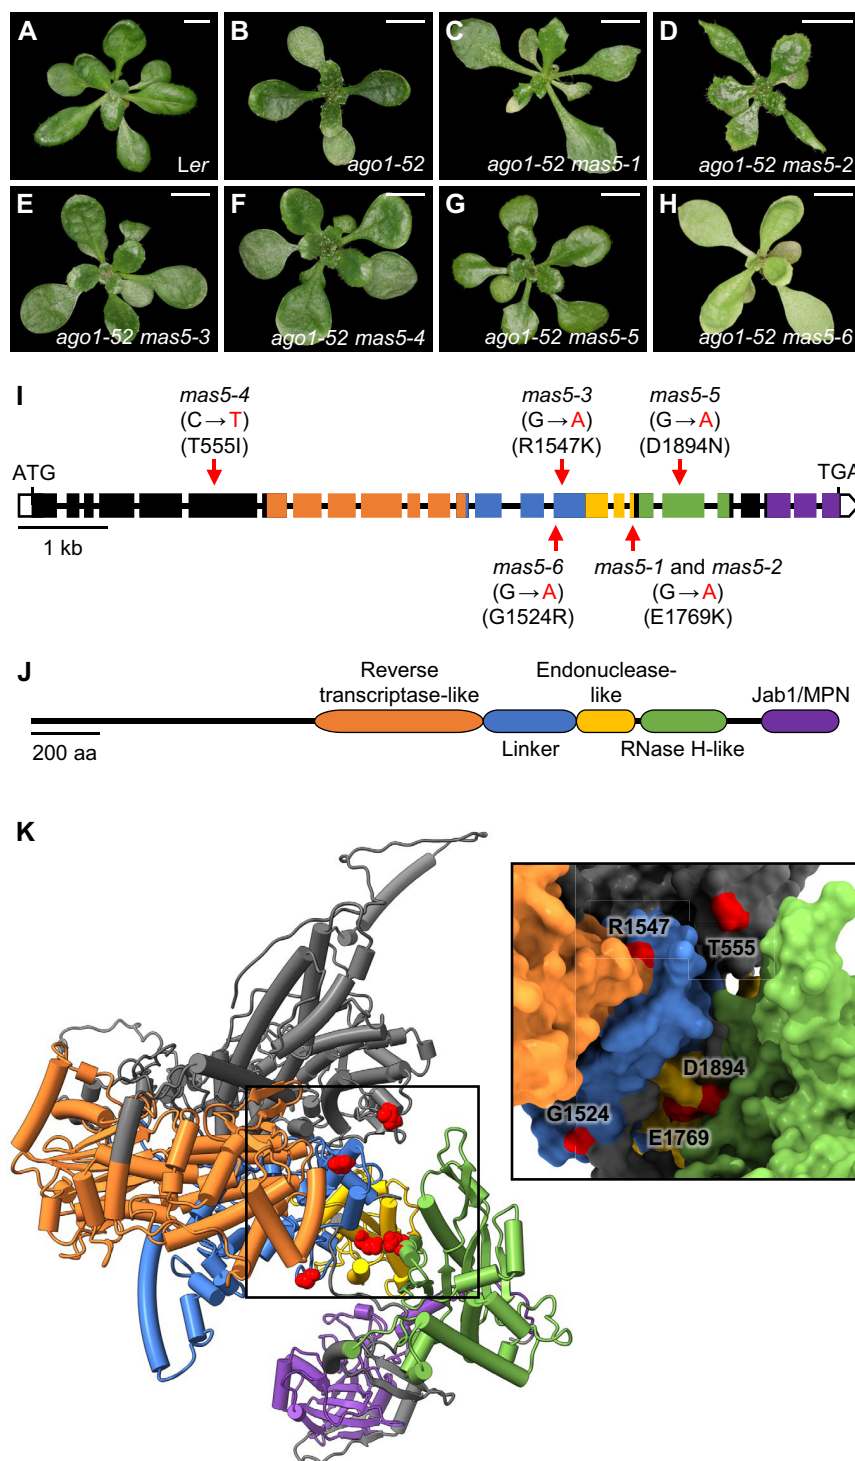 A
Ler
B
ago1-52
C
ago1-52 mas5-1
D
ago1-52 mas5-2
E
ago1-52 mas5-3
F
ago1-52 mas5-4
G
ago1-52 mas5-5
H
ago1-52 mas5-6
I
mas5-4
(C→T)
(T555I)
mas5-3
(G→A)
(R1547K)
mas5-5
(G→A)
(D1894N)
ATG
TGA
1 kb
mas5-6
(G→A)
(G1524R)
mas5-1 and mas5-2
(G→A)
(E1769K)
J
Reverse
transcriptase-like
Endonuclease-
like
Jab1/MPN
200 aa
Linker
RNase H-like
K
R1547
T555
D1894
G1524
E1769